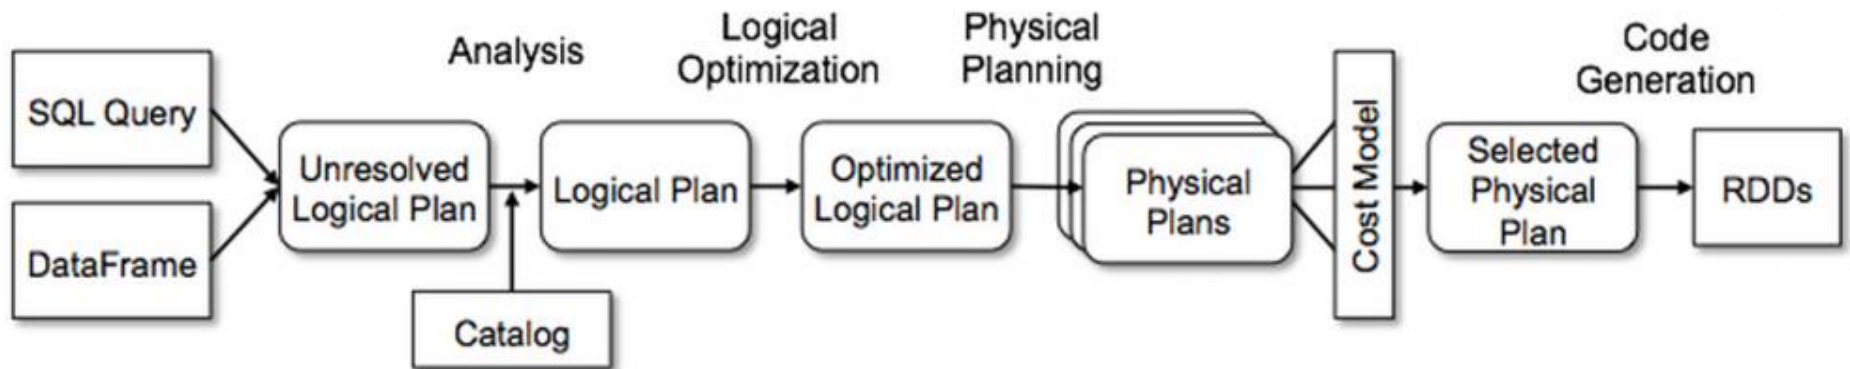 SQL Query
DataFrame
Unresolved
Logical Plan
Analysis
Catalog
Logical Plan
Logical
Optimization
Optimized
Logical Plan
Physical
Planning
Physical
Plans
Cost Model
Selected
Physical
Plan
Code
Generation
RDDs